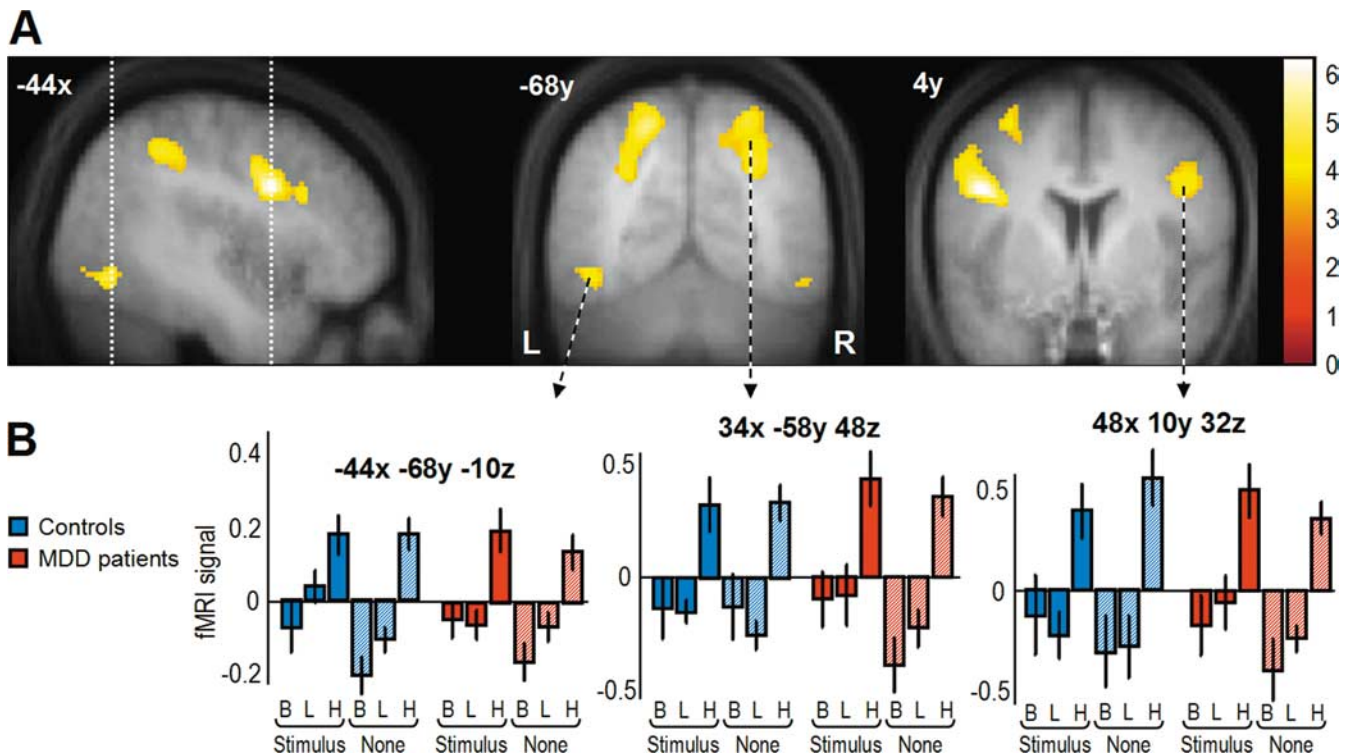 A
-44x
-68y
4y
L
R
6
5
4
3
2
1
0
B
Controls
MDD patients
fMRI signal
-44x -68y -10z
0.4
0.2
0
-0.2
B L H B L H B L H B L H
Stimulus None Stimulus None
34x -58y 48z
0.5
0
-0.5
B L H B L H B L H B L H
Stimulus None Stimulus None
48x 10y 32z
0.5
0
-0.5
B L H B L H B L H B L H
Stimulus None Stimulus None